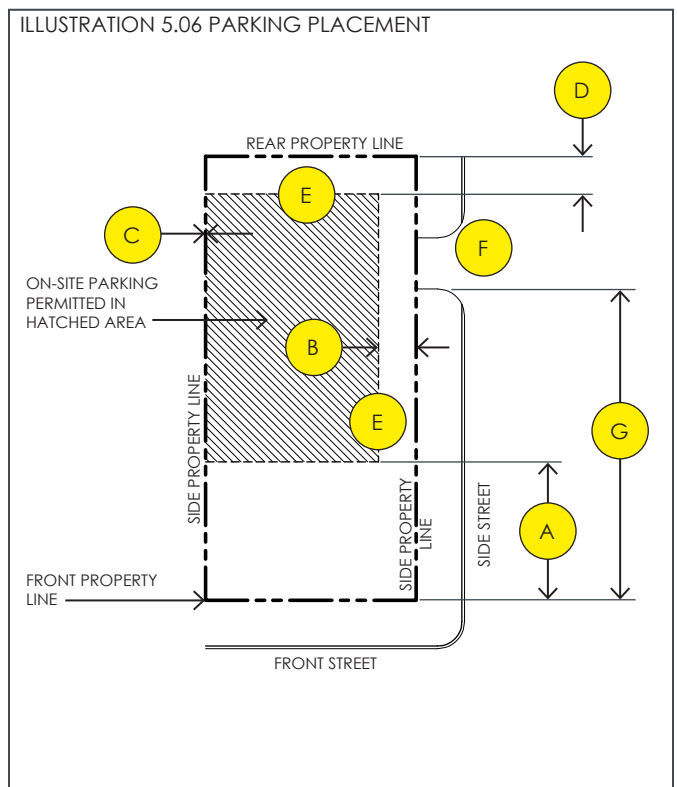 ILLUSTRATION 5.06 PARKING PLACEMENT
D
REAR PROPERTY LINE
E
C
F
ON-SITE PARKING
PERMITTED IN
HATCHED AREA
B
SIDE PROPERTY LINE
E
G
A
SIDE PROPERTY
LINE
SIDE STREET
FRONT PROPERTY
LINE
FRONT STREET